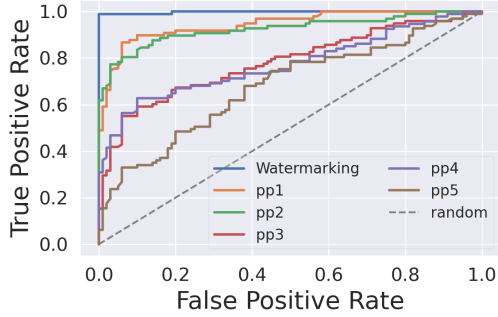 True Positive Rate
1.0
0.8
0.6
0.4
0.2
0.0
Watermarking
pp1
pp2
pp3
pp4
pp5
random
0.0 0.2 0.4 0.6 0.8 1.0
False Positive Rate